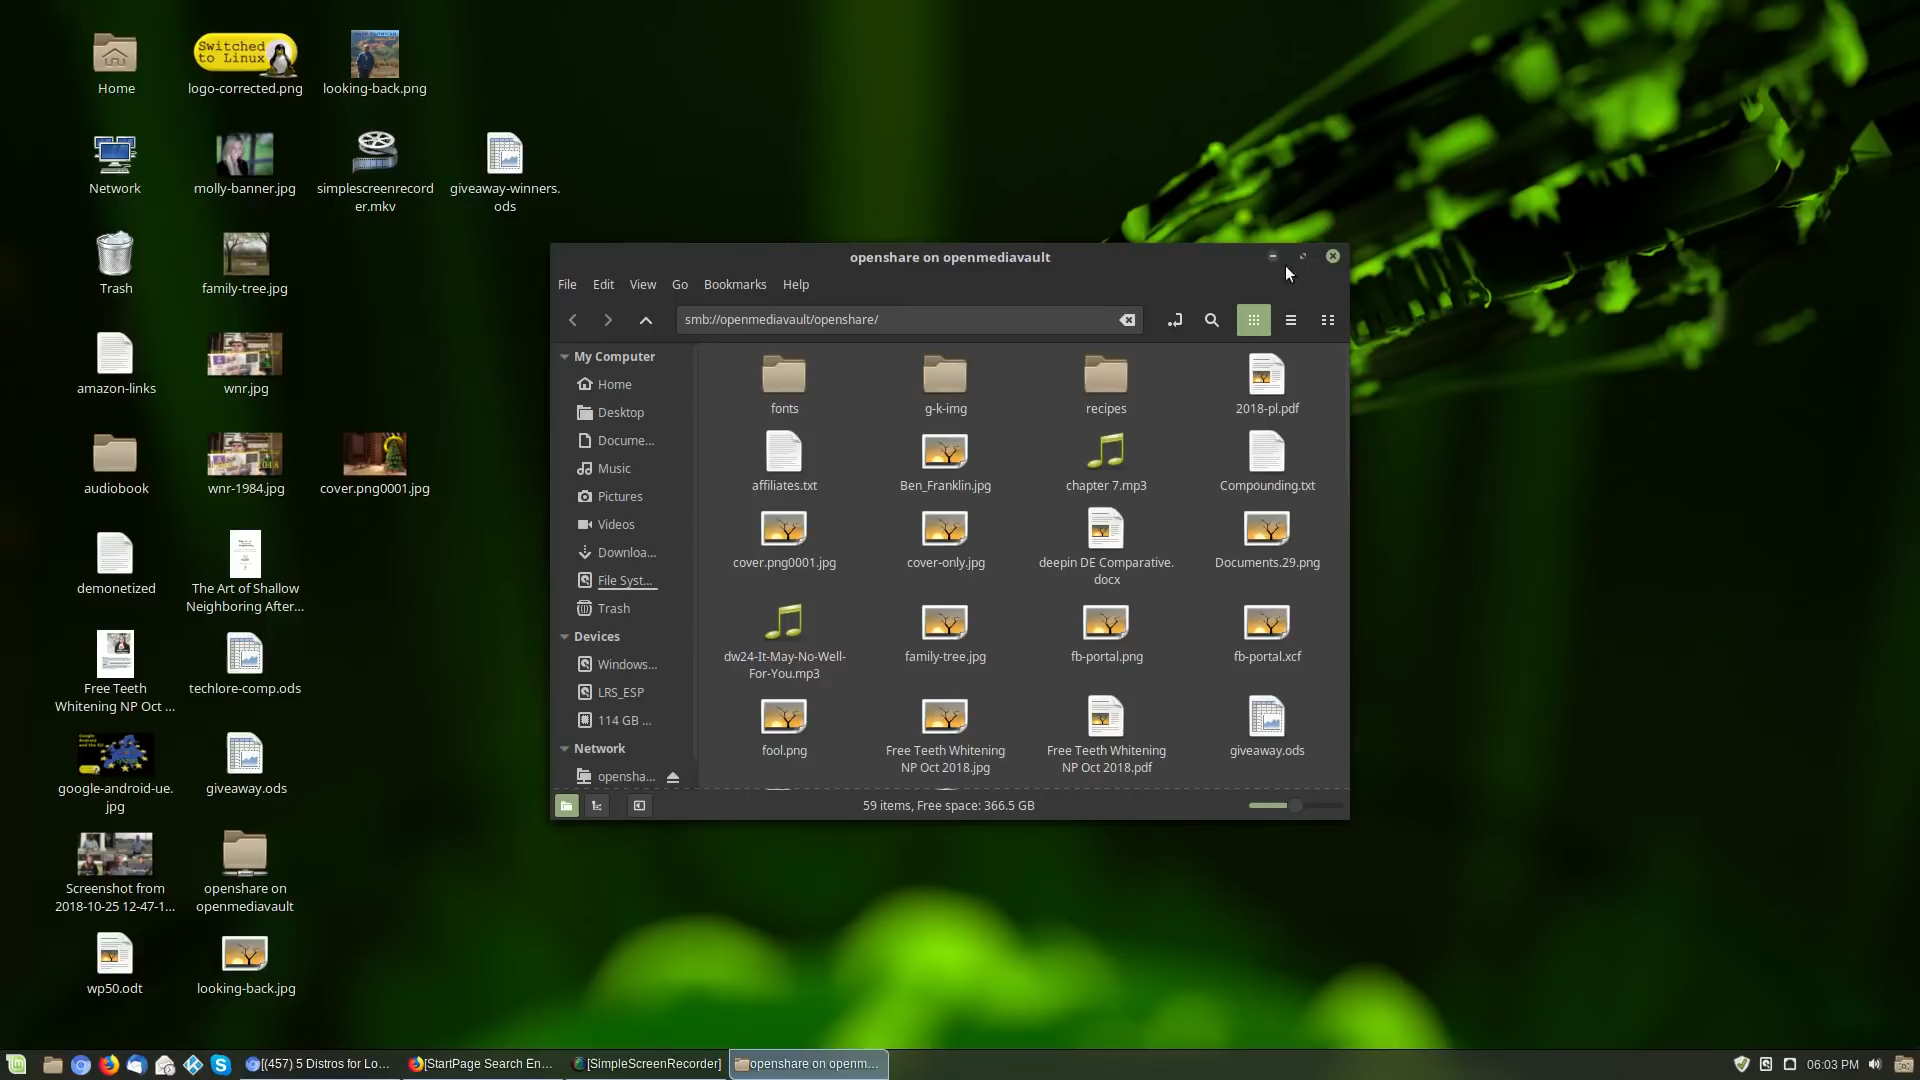 Home
Switched
to Linux
logo-corrected.png
looking-back.png
Network
molly-banner.jpg
simplescreenrecord
er.mkv
giveaway-winners.
ods
Trash
family-tree.jpg
amazon-links
wnr.jpg
audiobook
wnr-1984.jpg
cover.png0001.jpg
demonetized
The Art of Shallow
Neighboring After...
Free Teeth
Whitening NP Oct ...
techlore-comp.ods
google-android-ue.
jpg
giveaway.ods
Screenshot from
2018-10-25 12-47-1...
openshare on
openmediavault
wp50.odt
looking-back.jpg
openshare on openmediavault
File Edit View Go Bookmarks Help
smb://openmediavault/openshare/
My Computer
Home
Desktop
Docume...
Music
Pictures
Videos
Downloa...
File Syst...
Trash
Devices
Windows...
LRS_ESP
114 GB ...
Network
opensha...
fonts
g-k-img
recipes
2018-pl.pdf
affiliates.txt
Ben_Franklin.jpg
chapter 7.mp3
Compounding.txt
cover.png0001.jpg
cover-only.jpg
deepin DE Comparative.
docx
Documents.29.png
dw24-It-May-No-Well-
For-You.mp3
family-tree.jpg
fb-portal.png
fb-portal.xcf
fool.png
Free Teeth Whitening
NP Oct 2018.jpg
Free Teeth Whitening
NP Oct 2018.pdf
giveaway.ods
59 items, Free space: 366.5 GB
[(457) 5 Distros for Lo...
[StartPage Search En...
[SimpleScreenRecorder]
openshare on openm...
06:03 PM